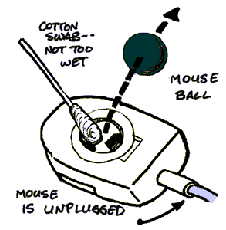 COTTON
SWAB--
NOT TOO
WET
MOUSE
BALL
MOUSE
IS UNPLUGGED